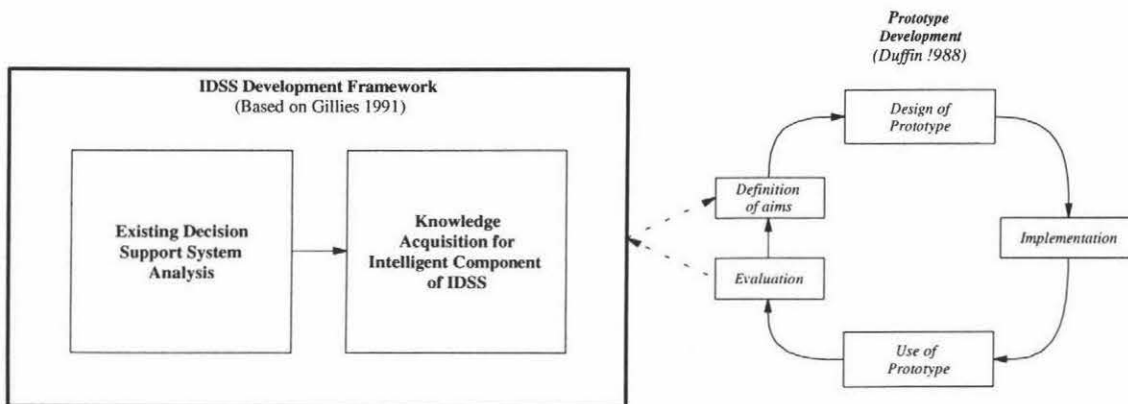 IDSS Development Framework
(Based on Gillies 1991)
Existing Decision
Support System
Analysis
Knowledge
Acquisition for
Intelligent Component
of IDSS
Prototype
Development
(Duffin !988)
Design of
Prototype
Definition
of aims
Implementation
Evaluation
Use of
Prototype